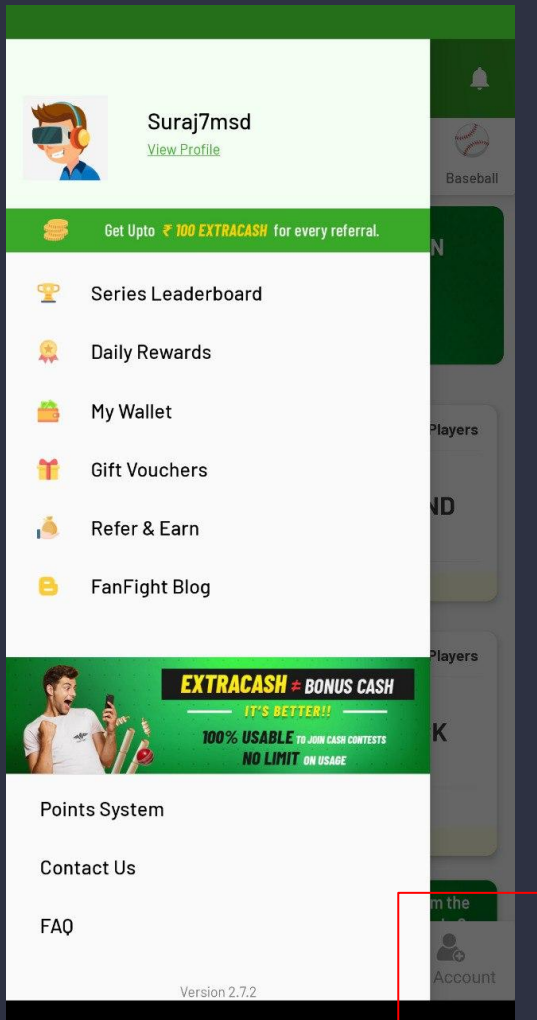 Suraj7msd
View Profile
Baseball
Get Upto ₹ 100 EXTRACASH for every referral.
N
Series Leaderboard
Daily Rewards
My Wallet
Players
Gift Vouchers
ND
Refer & Earn
FanFight Blog
Players
EXTRACASH ≠ BONUS CASH
IT'S BETTER!!
100% USABLE TO JOIN CASH CONTESTS
K
NO LIMIT ON USAGE
Points System
Contact Us
m the
FAQ
Account
Version 2.7.2